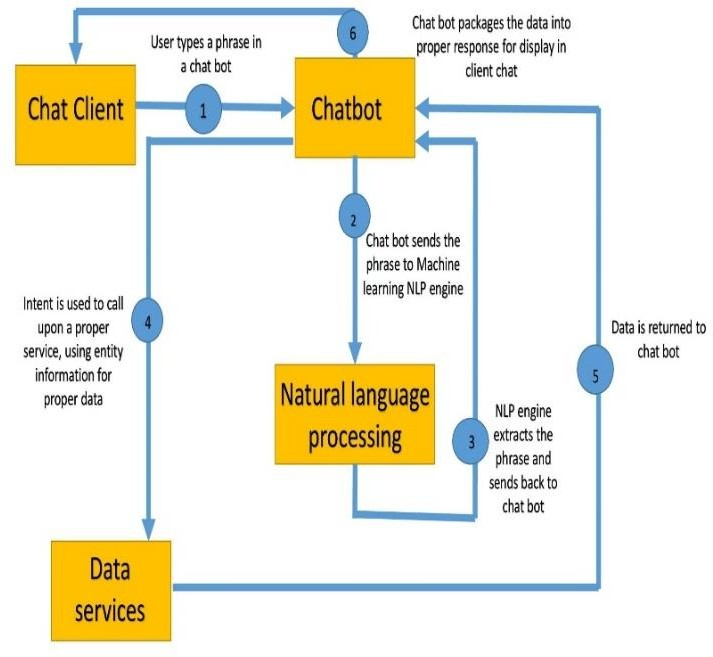 6
Chat bot packages the data into
proper response for display in
client chat
User types a phrase in
a chat bot
Chat Client
1
Chatbot
2
Chat bot sends the
phrase to Machine
learning NLP engine
Intent is used to call
upon a proper
service, using entity
information for
proper data
4
Data is returned to
chat bot
5
Natural language
processing
NLP engine
extracts the
phrase and
sends back to
chat bot
3
Data
services